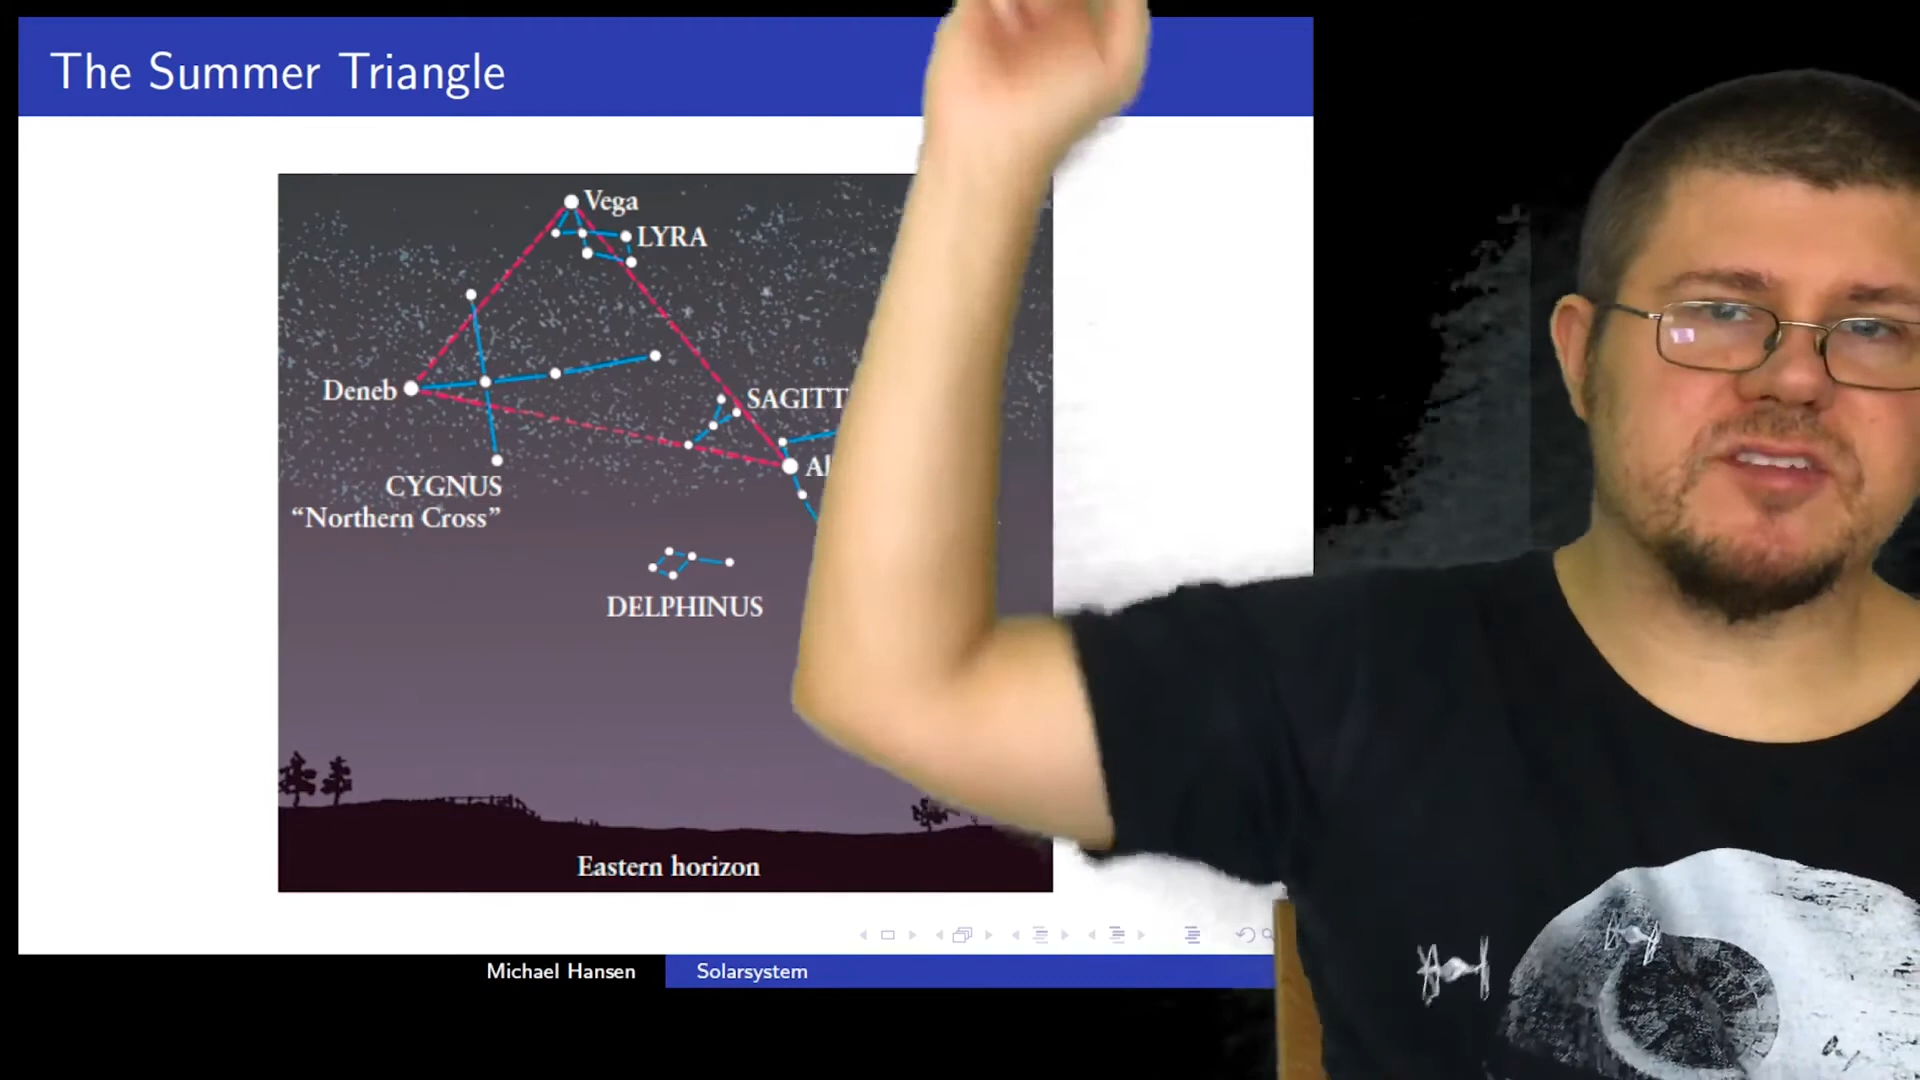 The Summer Triangle
Vega
LYRA
Deneb
SAGITT
Al
CYGNUS
“Northern Cross”
DELPHINUS
Eastern horizon
Michael Hansen
Solarsystem